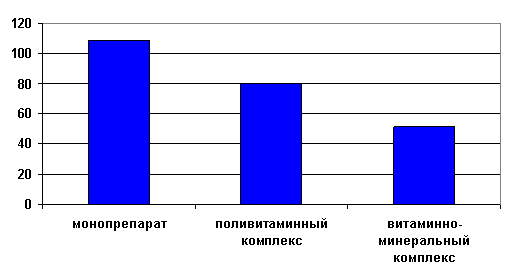 120
100
80
60
40
20
0
монопрепарат
поливитаминный
комплекс
витаминно-
минеральный
комплекс